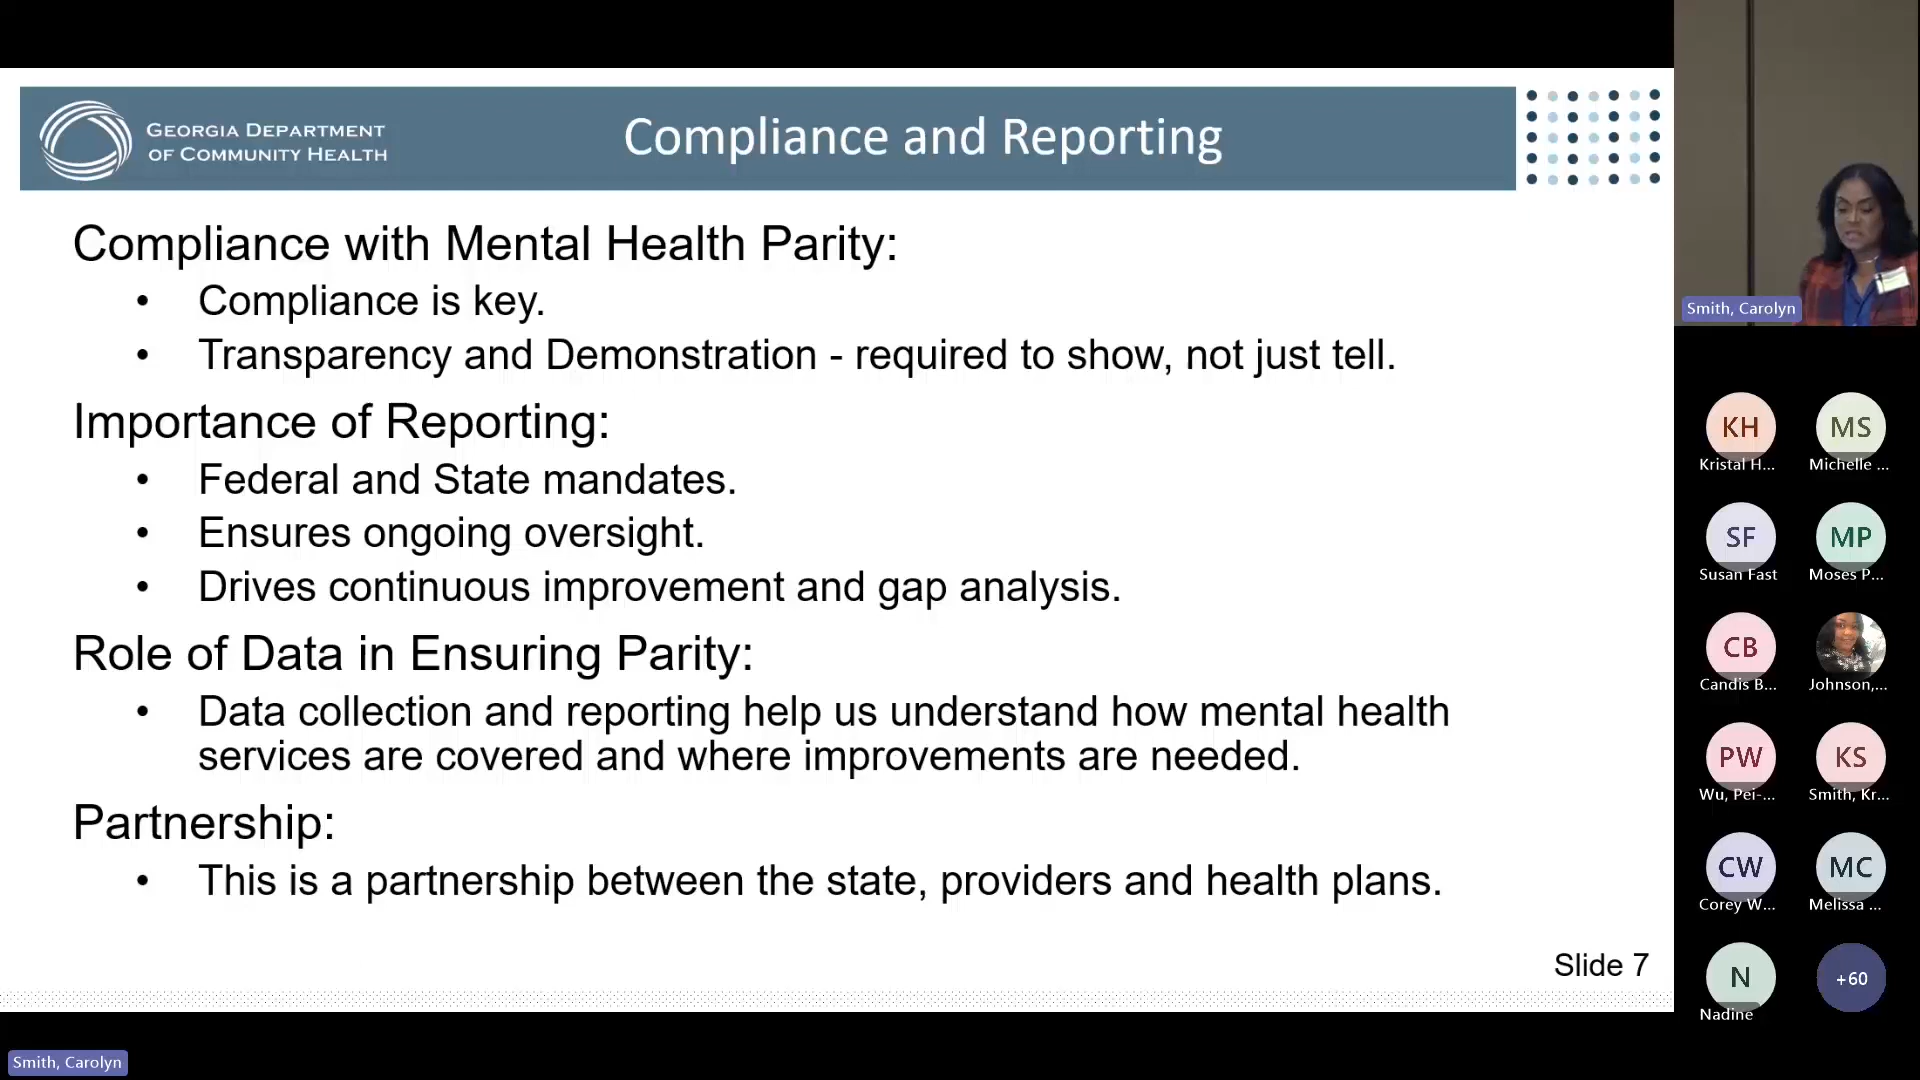 GEORGIA DEPARTMENT
OF COMMUNITY HEALTH
Compliance and Reporting
Compliance with Mental Health Parity:
• Compliance is key.
• Transparency and Demonstration - required to show, not just tell.
Importance of Reporting:
• Federal and State mandates.
• Ensures ongoing oversight.
• Drives continuous improvement and gap analysis.
Role of Data in Ensuring Parity:
• Data collection and reporting help us understand how mental health
services are covered and where improvements are needed.
Partnership:
• This is a partnership between the state, providers and health plans.
Slide 7
Smith, Carolyn
Smith, Carolyn
KH
Kristal H...
MS
Michelle ...
SF
Susan Fast
MP
Moses P...
CB
Candis B...
Johnson,...
PW
Wu, Pei-...
KS
Smith, Kr...
CW
Corey W...
MC
Melissa ...
N
Nadine
+60